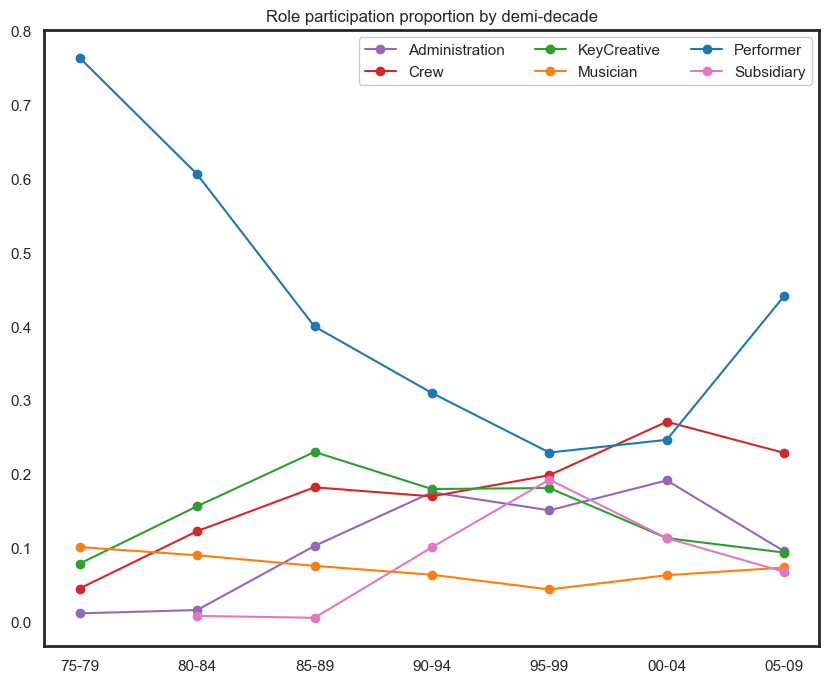 Role participation proportion by demi-decade
Administration KeyCreative Performer
Crew Musician Subsidiary
0.8
0.7
0.6
0.5
0.4
0.3
0.2
0.1
0.0
75-79 80-84 85-89 90-94 95-99 00-04 05-09